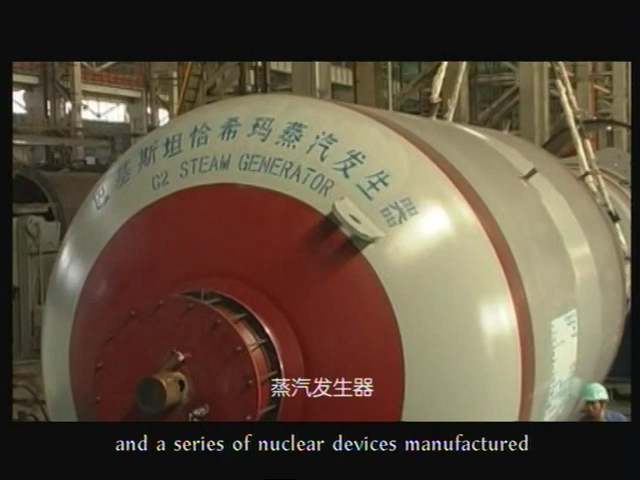 巴基斯坦恰希玛蒸汽发生器
C2 STEAM GENERATOR
蒸汽发生器
and a series of nuclear devices manufactured